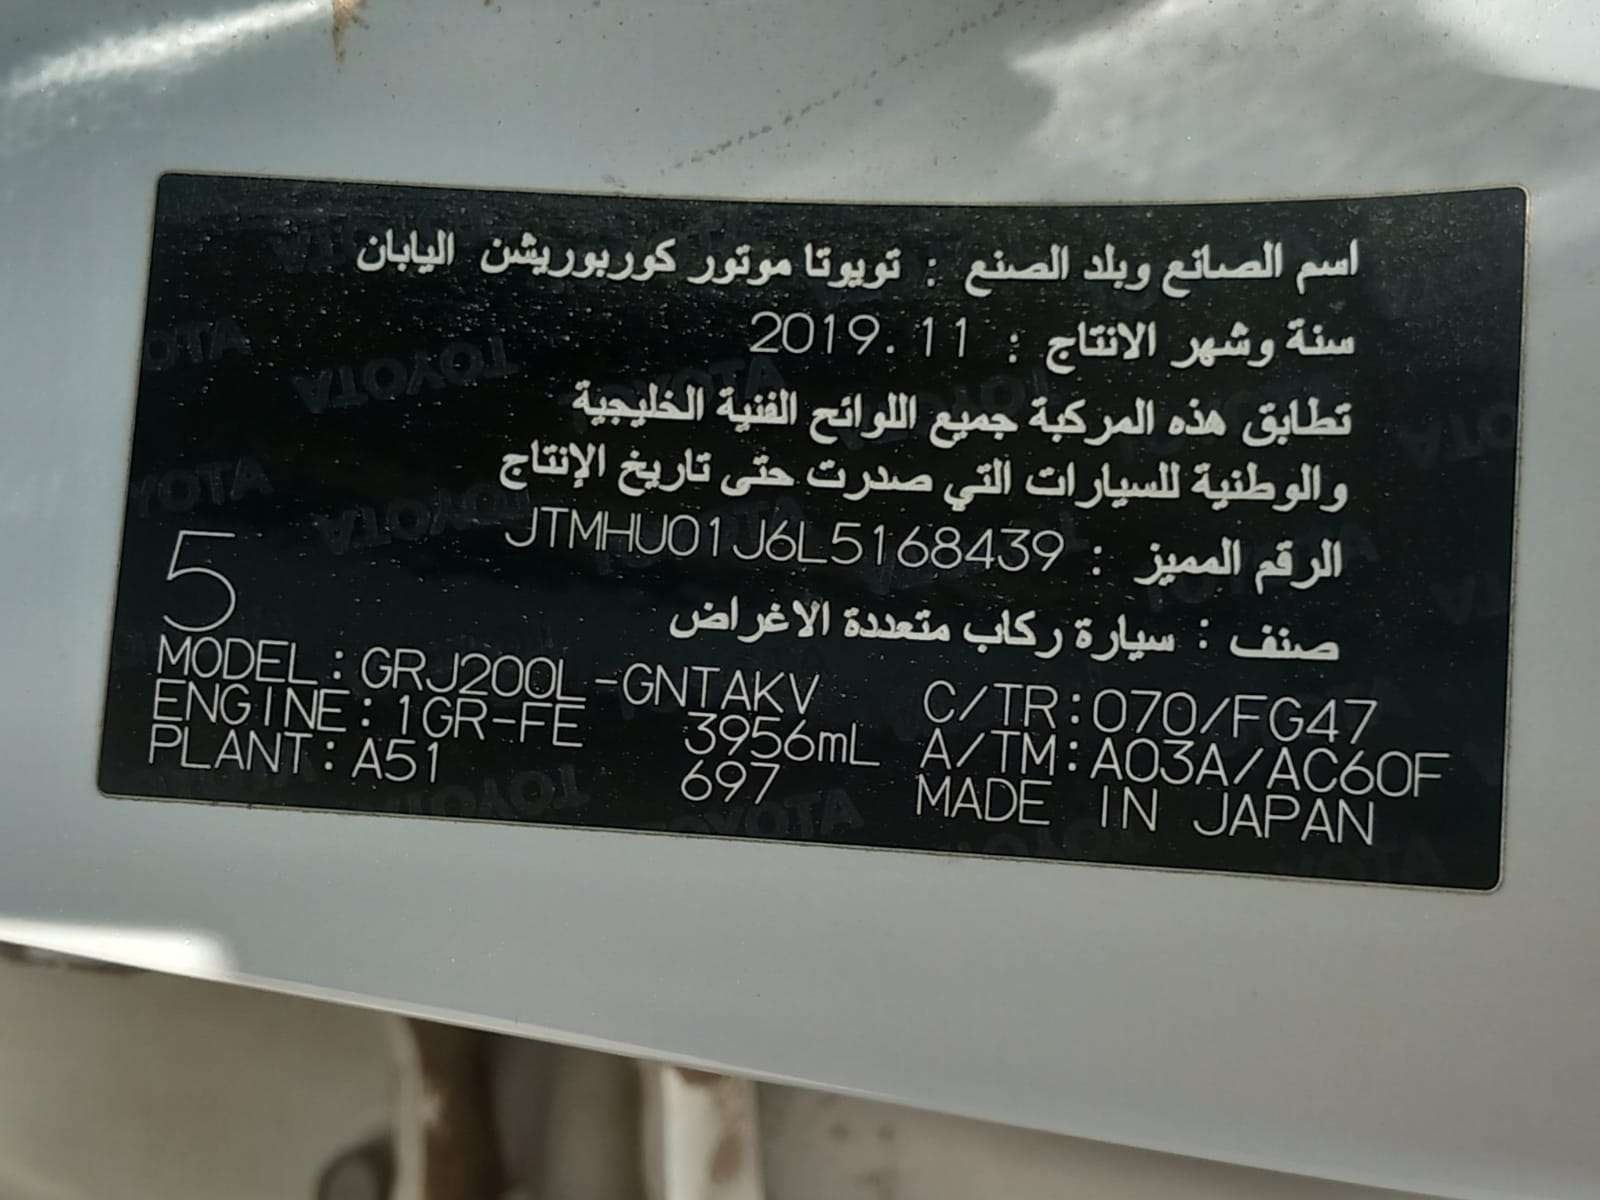 اسم الصانع وبلد الصنع : تويوتا موتور كوربوريشن اليابان
سنة وشهر الانتاج : 2019.11
تطابق هذه المركبة جميع اللوائح الفنية الخليجية
والوطنية للسيارات التي صدرت حتى تاريخ الإنتاج
الرقم المميز : JTMHU01J6L5168439
صنف : سيارة ركاب متعددة الاغراض
5
MODEL:GRJ200L-GNTAKV C/TR:070/FG47
ENGINE:1GR-FE 3956mL A/TM:A03A/AC60F
PLANT:A51 697 MADE IN JAPAN